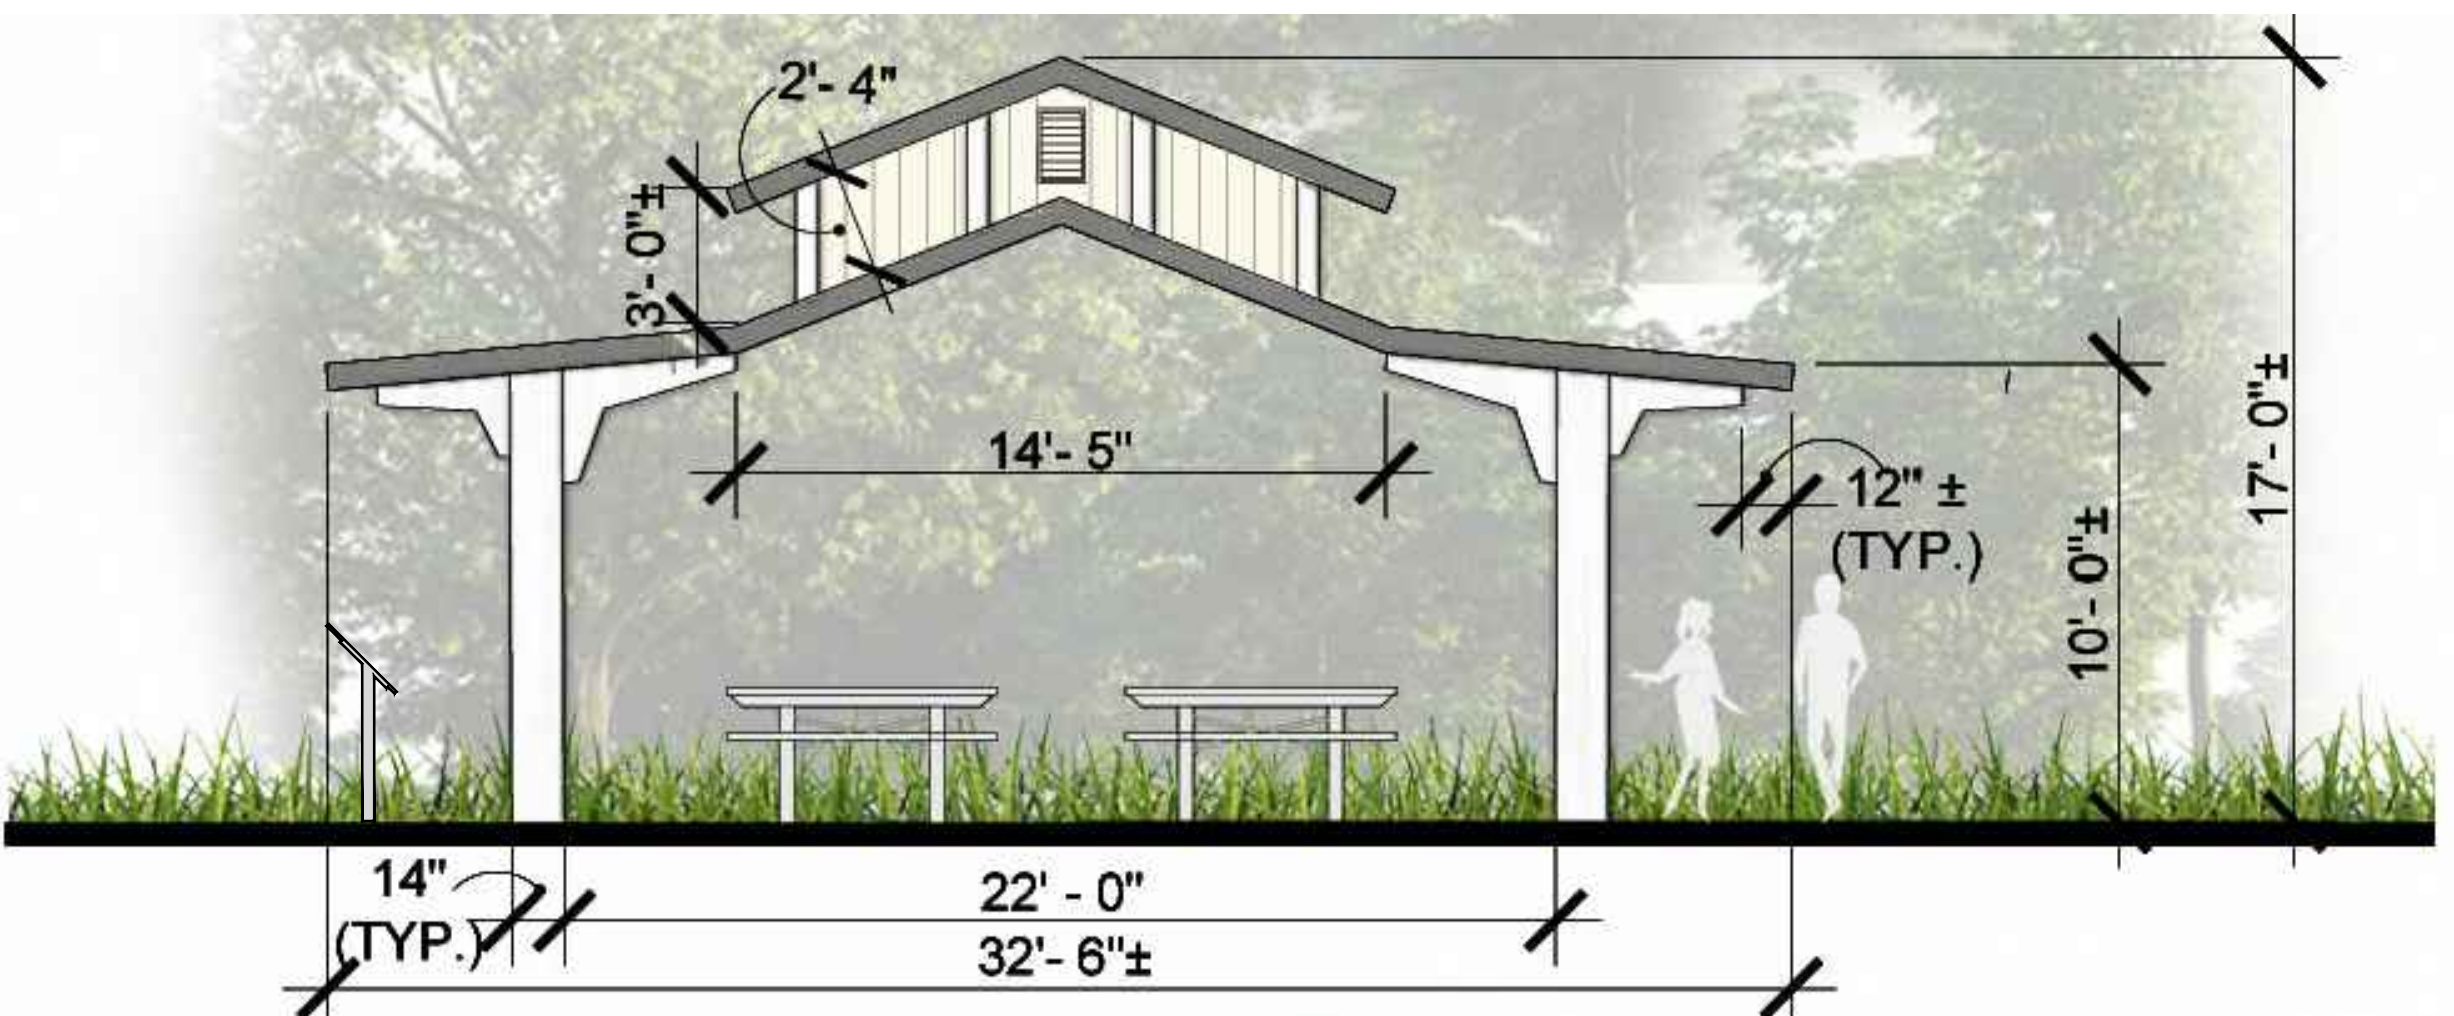 2'- 4"
3'- 0"±
14'- 5"
12" ±
(TYP.)
10'- 0"±
17'- 0"±
14"
(TYP.)
22' - 0"
32'- 6"±